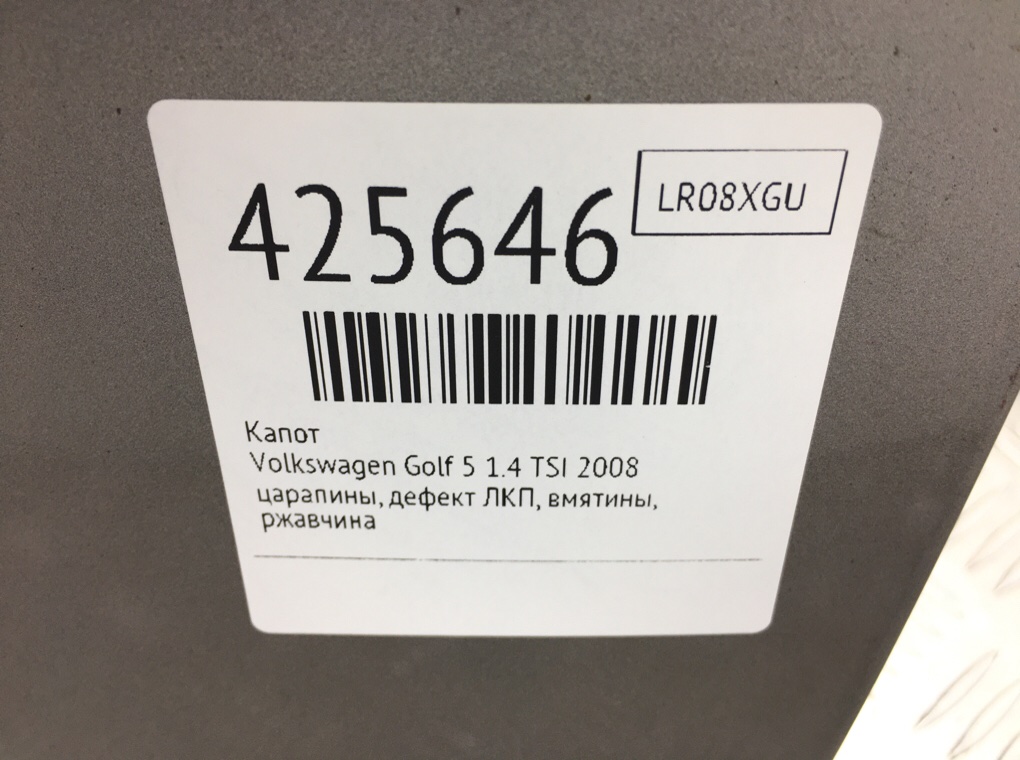 425646
LR08XGU
Капот
Volkswagen Golf 5 1.4 TSI 2008
царапины, дефект ЛКП, вмятины,
ржавчина